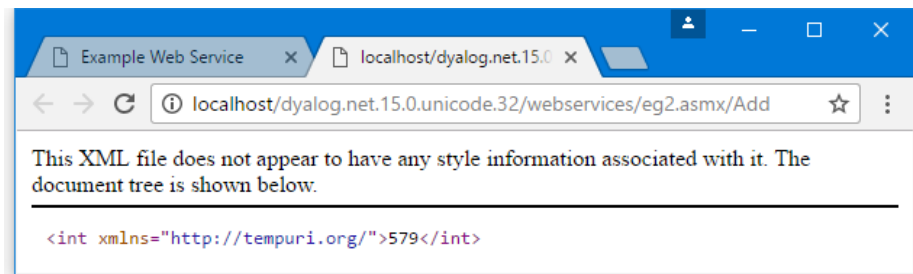 Example Web Service
localhost/dyalog.net.15.0
localhost/dyalog.net.15.0.unicode.32/webservices/eg2.asmx/Add
This XML file does not appear to have any style information associated with it. The
document tree is shown below.
<int xmlns="http://tempuri.org/">579</int>